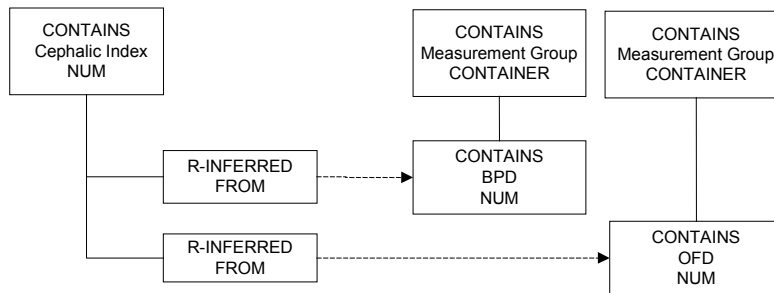 CONTAINS
Cephalic Index
NUM
CONTAINS
Measurement Group
CONTAINER
CONTAINS
Measurement Group
CONTAINER
R-INFERRED
FROM
CONTAINS
BPD
NUM
R-INFERRED
FROM
CONTAINS
OFD
NUM